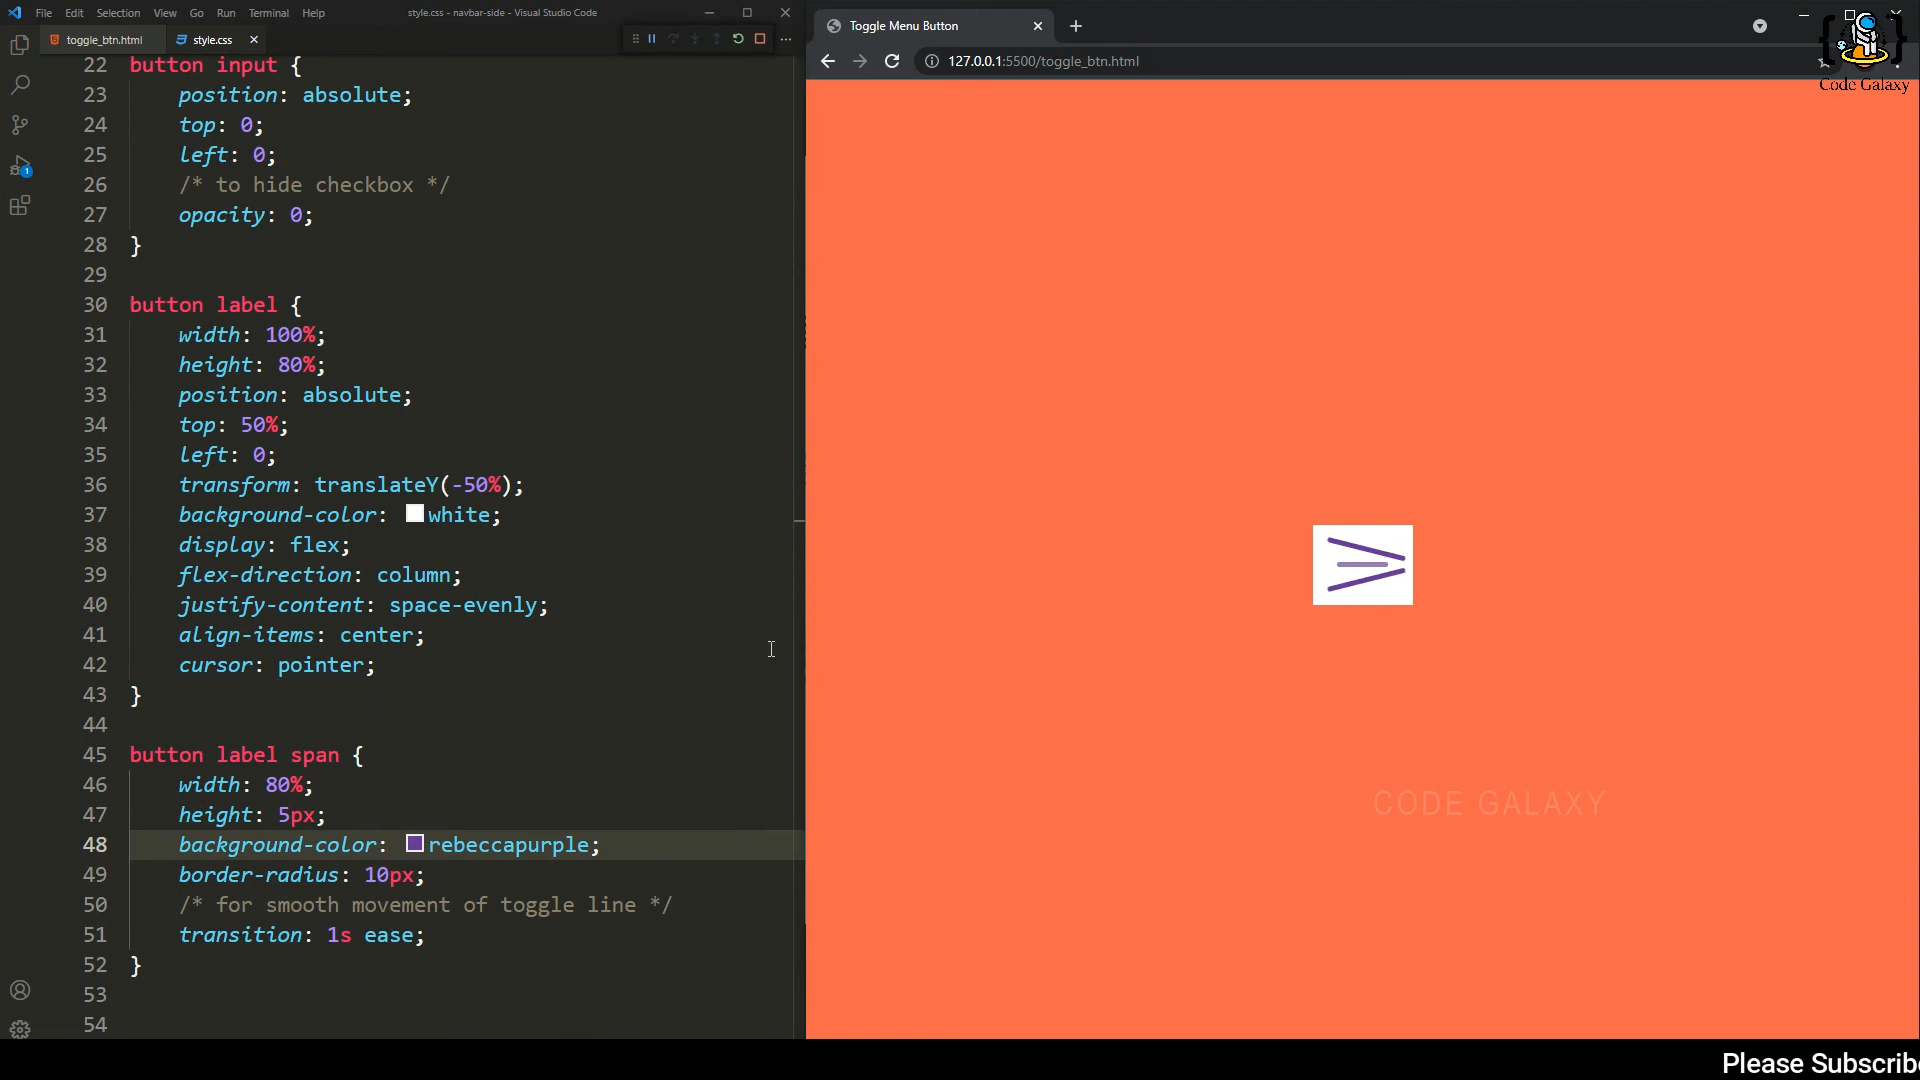 File Edit Selection View Go Run Terminal Help
style.css - navbar-side - Visual Studio Code
toggle_btn.html
style.css
22 button input {
23 position: absolute;
24 top: 0;
25 left: 0;
26 /* to hide checkbox */
27 opacity: 0;
28 }
29
30 button label {
31 width: 100%;
32 height: 80%;
33 position: absolute;
34 top: 50%;
35 left: 0;
36 transform: translateY(-50%);
37 background-color: white;
38 display: flex;
39 flex-direction: column;
40 justify-content: space-evenly;
41 align-items: center;
42 cursor: pointer;
43 }
44
45 button label span {
46 width: 80%;
47 height: 5px;
48 background-color: rebeccapurple;
49 border-radius: 10px;
50 /* for smooth movement of toggle line */
51 transition: 1s ease;
52 }
53
54
1
Toggle Menu Button
127.0.0.1:5500/toggle_btn.html
Code Galaxy
CODE GALAXY
Please Subscribe